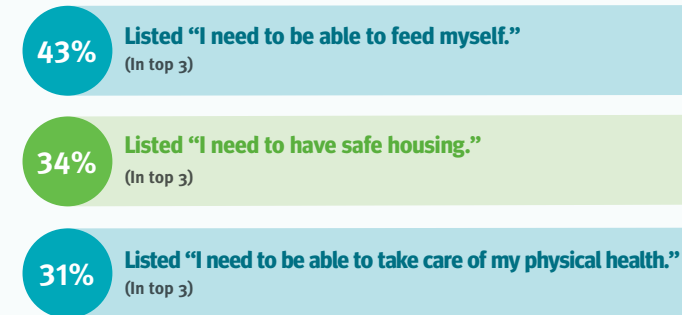 43%
Listed “I need to be able to feed myself.”
(In top 3)
34%
Listed “I need to have safe housing.”
(In top 3)
31%
Listed “I need to be able to take care of my physical health.”
(In top 3)